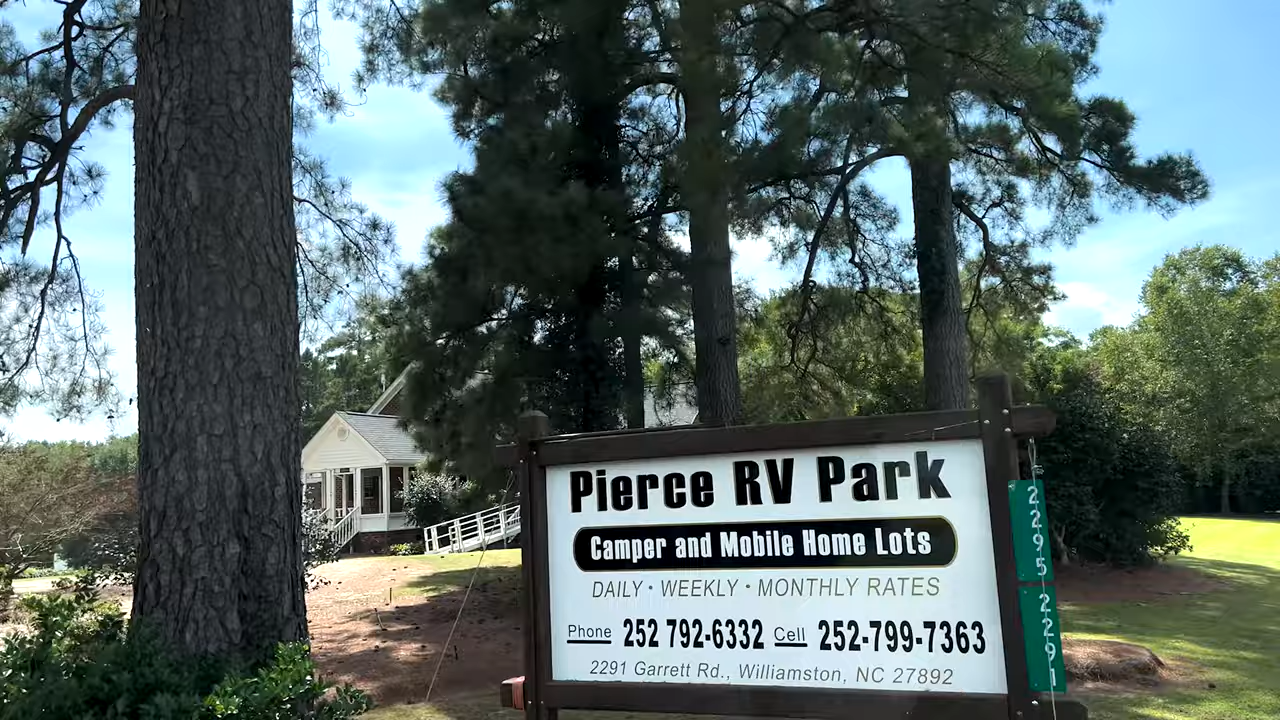 Pierce RV Park
Camper and Mobile Home Lots
DAILY • WEEKLY • MONTHLY RATES
Phone 252 792-6332 Cell 252-799-7363
2291 Garrett Rd., Williamston, NC 27892
2295
2291